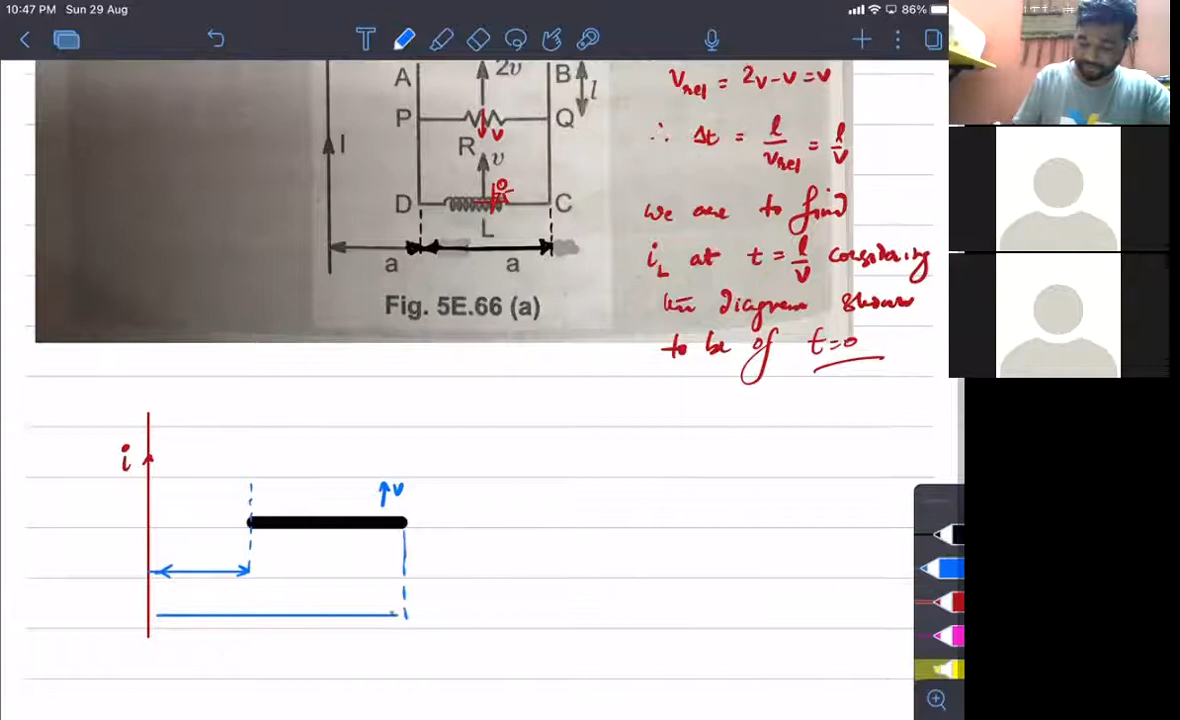 10:47 PM Sun 29 Aug
86%
T
A
2v
B
l
P
Q
I
R
v
v
D
C
L
a
a
Fig. 5E.66 (a)
Vrel = 2v-v = v
∴ Δt = l/vrel = l/v
we are to find
iL at t = l/v considering
diagram shown
to be of t=0
i
v